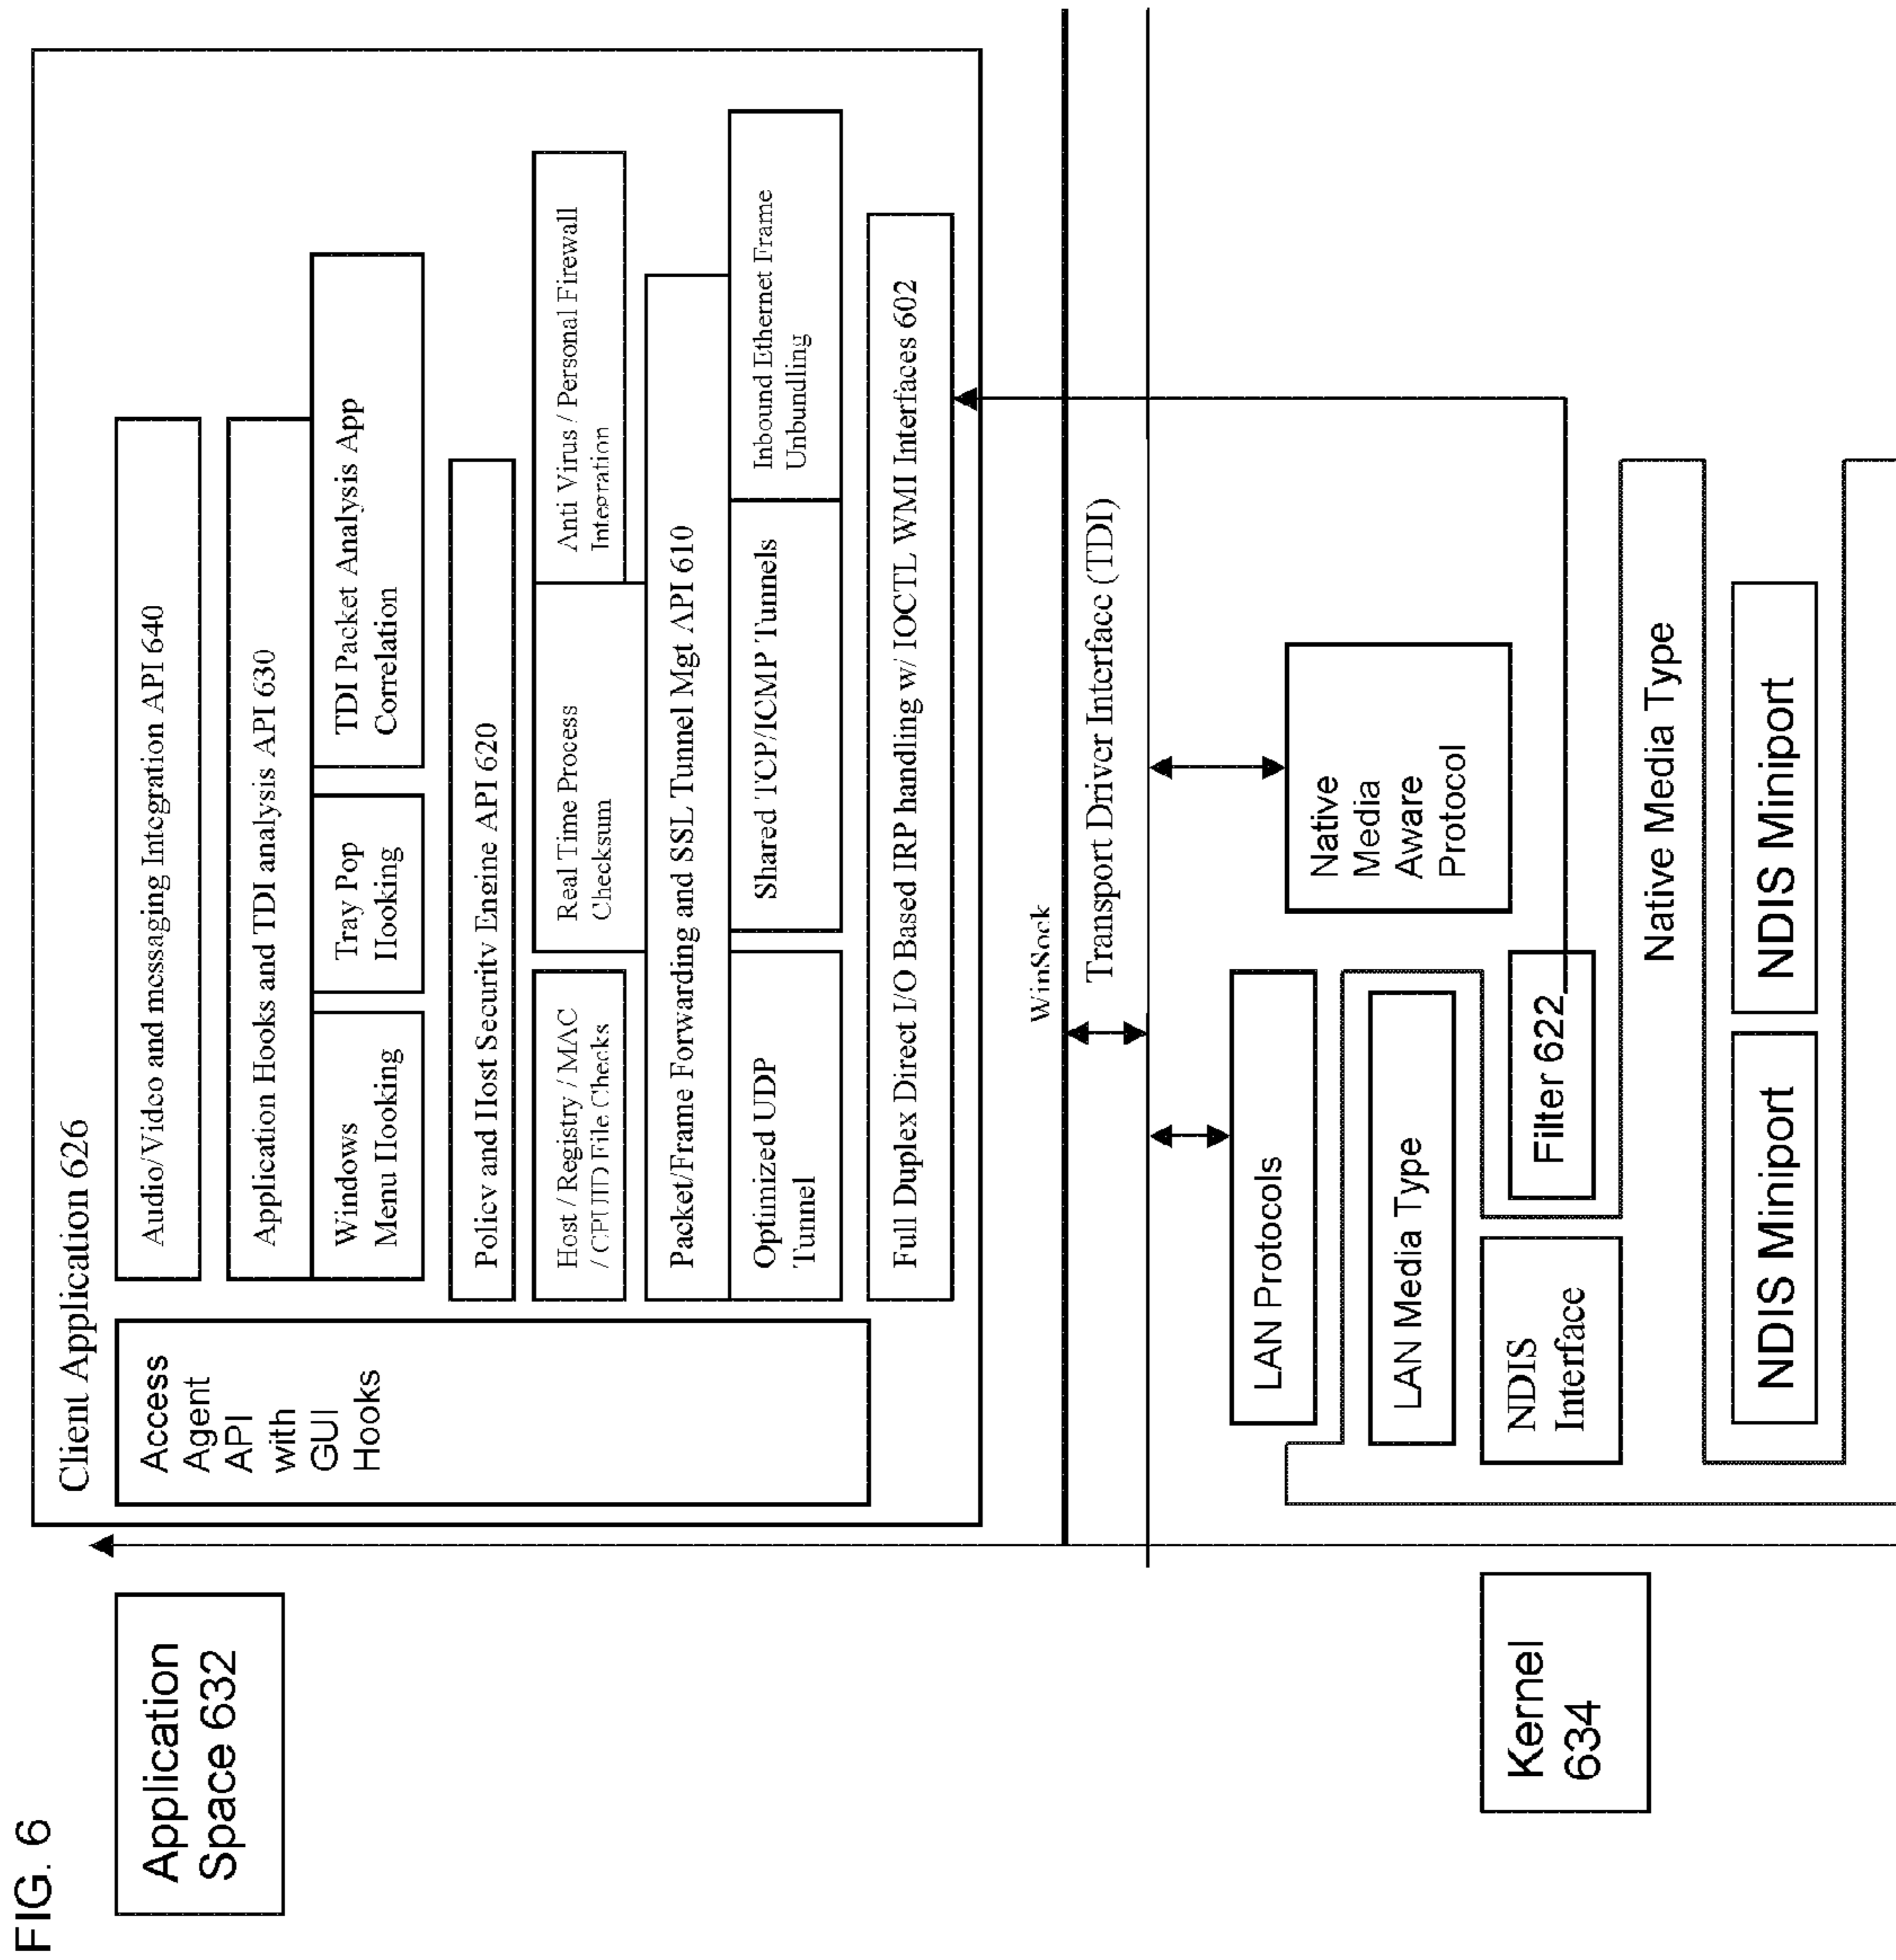 FIG. 6
Application
Space 632
Client Application 626
Access
Agent
API
with
GUI
Hooks
Audio/Video and messaging Integration API 640
Application Hooks and TDI analysis API 630
Windows
Menu Hooking
Tray Pop
Hooking
TDI Packet Analysis App
Correlation
Policy and Host Security Engine API 620
Host / Registry / MAC
/ CPUID File Checks
Real Time Process
Checksum
Anti Virus / Personal Firewall
Integration
Packet/Frame Forwarding and SSL Tunnel Mgt API 610
Optimized UDP
Tunnel
Shared TCP/ICMP Tunnels
Inbound Ethernet Frame
Unbundling
Full Duplex Direct I/O Based IRP handling w/ IOCTL WMI Interfaces 602
WinSock
Transport Driver Interface (TDI)
Kernel
634
LAN Protocols
Native
Media
Aware
Protocol
LAN Media Type
NDIS
Interface
Filter 622
Native Media Type
NDIS Miniport
NDIS Miniport